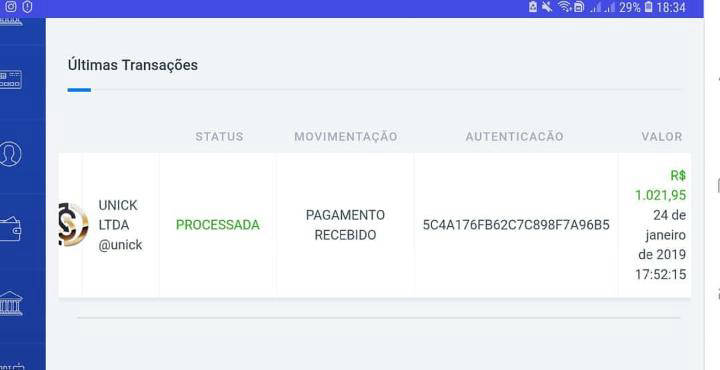 29% 18:34
Últimas Transações
STATUS MOVIMENTAÇÃO AUTENTICACÃO VALOR
UNICK
LTDA
@unick
PROCESSADA
PAGAMENTO
RECEBIDO
5C4A176FB62C7C898F7A96B5
R$
1.021,95
24 de
janeiro
de 2019
17:52:15